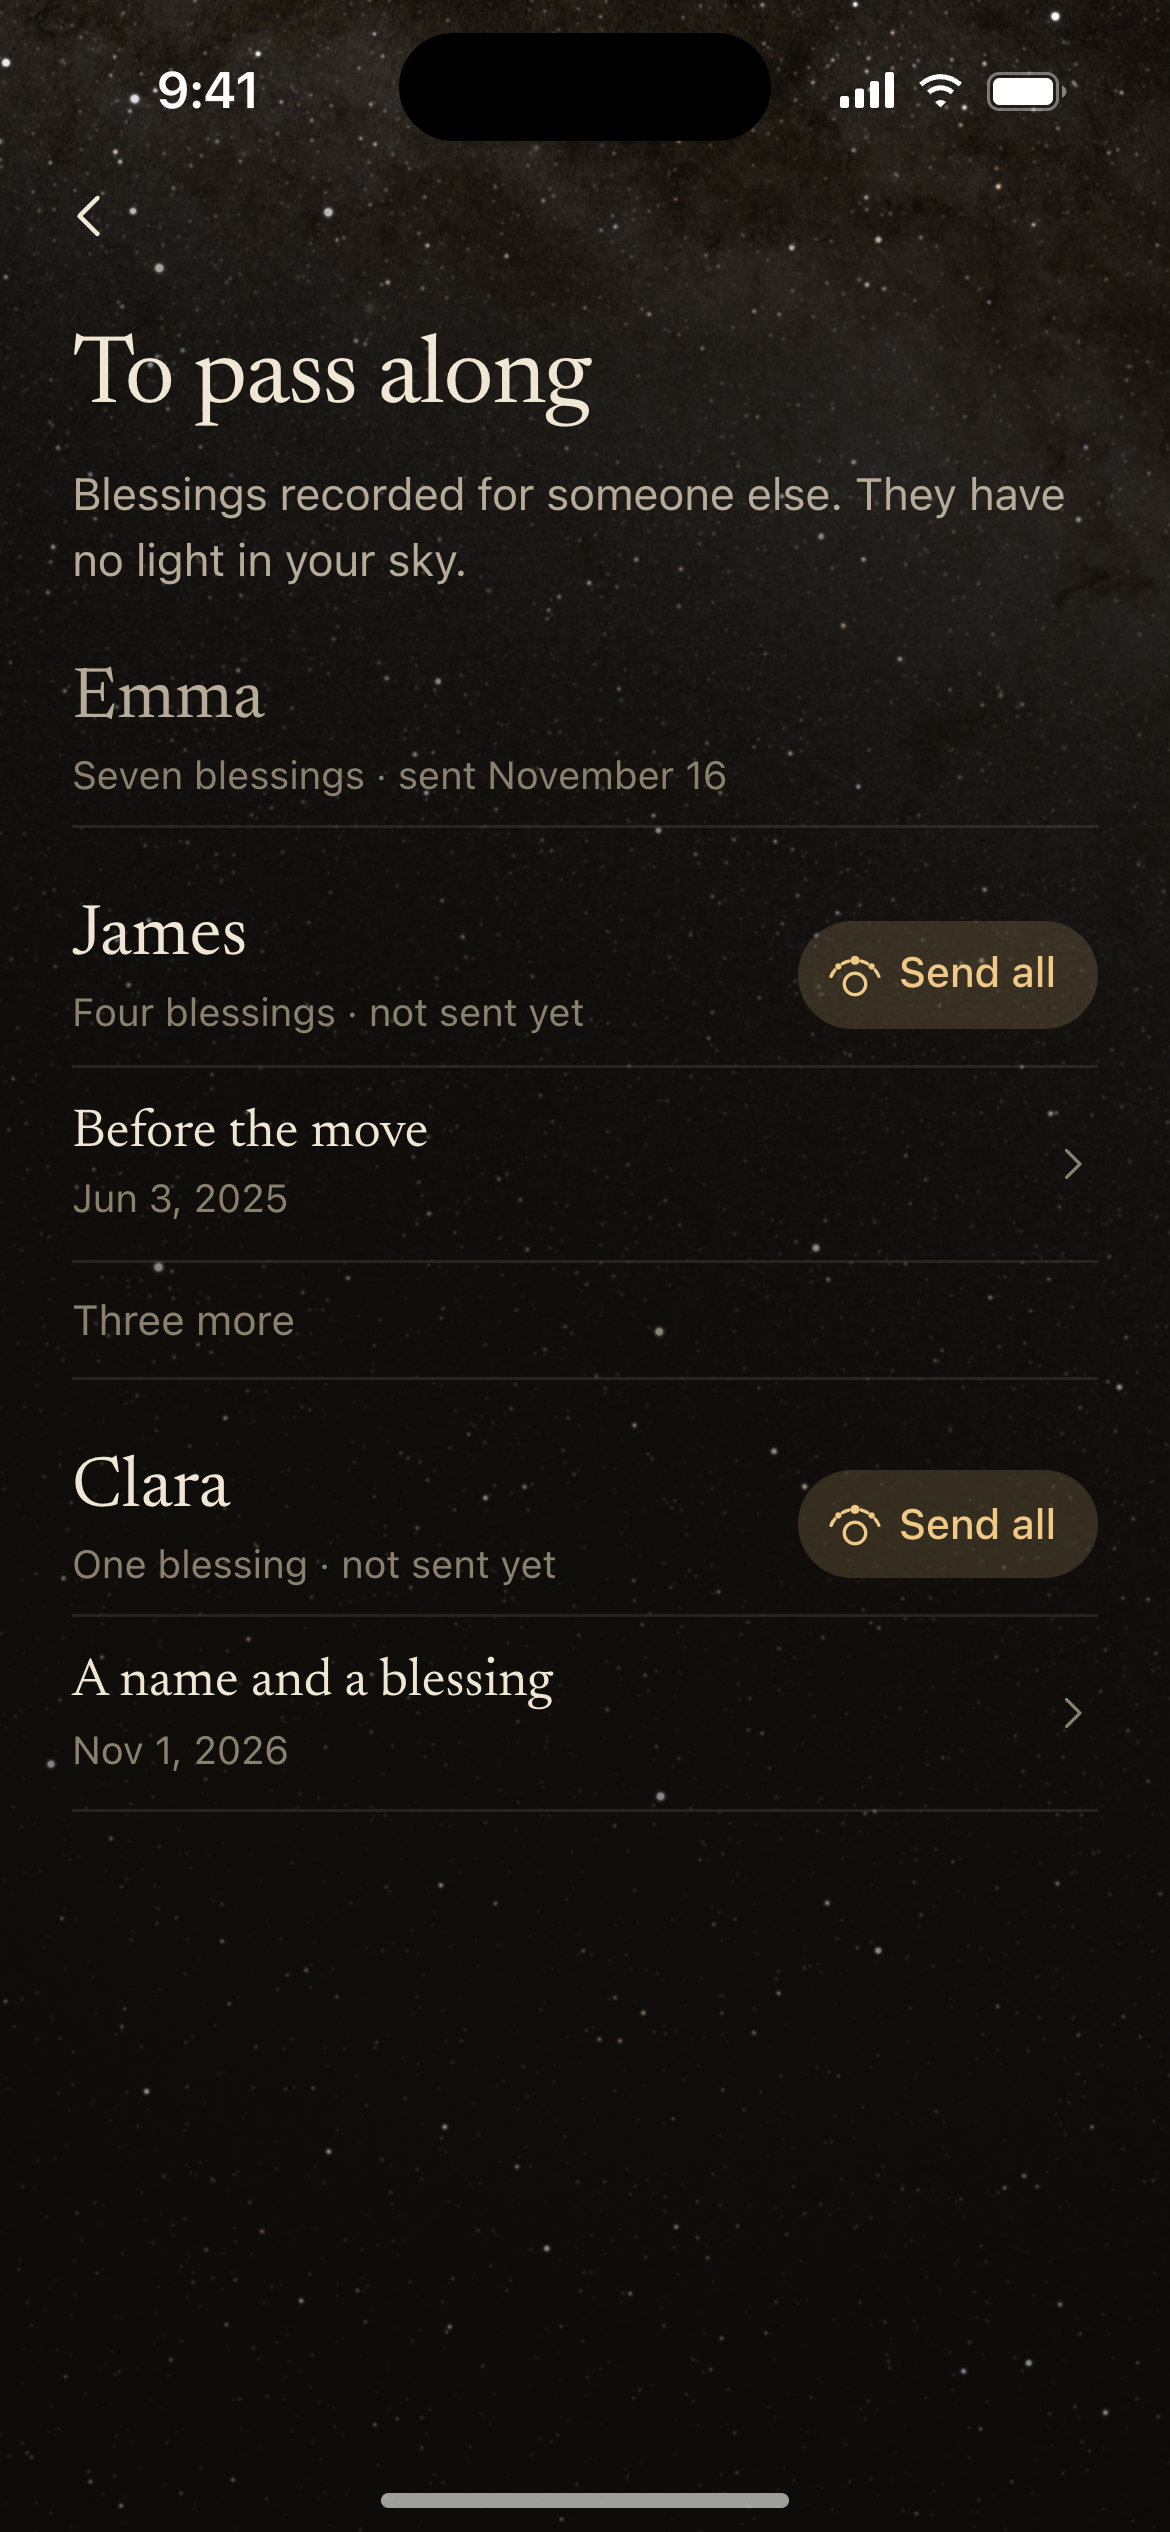 9:41
To pass along
Blessings recorded for someone else. They have
no light in your sky.
Emma
Seven blessings · sent November 16
James
Four blessings · not sent yet
Send all
Before the move
Jun 3, 2025
Three more
Clara
One blessing · not sent yet
Send all
A name and a blessing
Nov 1, 2026